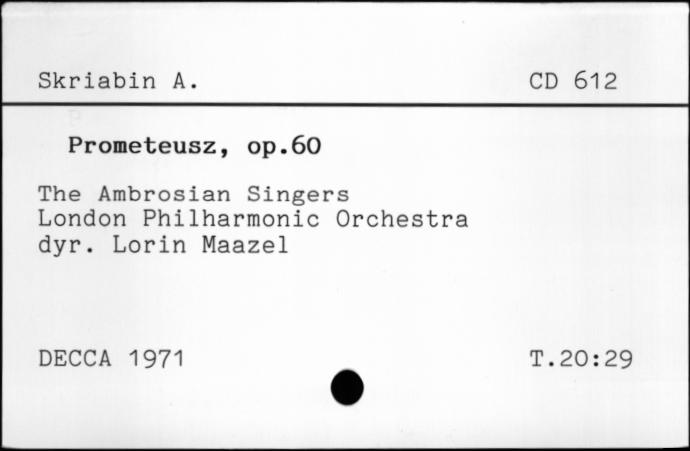 Skriabin A.
CD 612
Prometeusz, op.60
The Ambrosian Singers
London Philharmonic Orchestra
dyr. Lorin Maazel
DECCA 1971
T.20:29